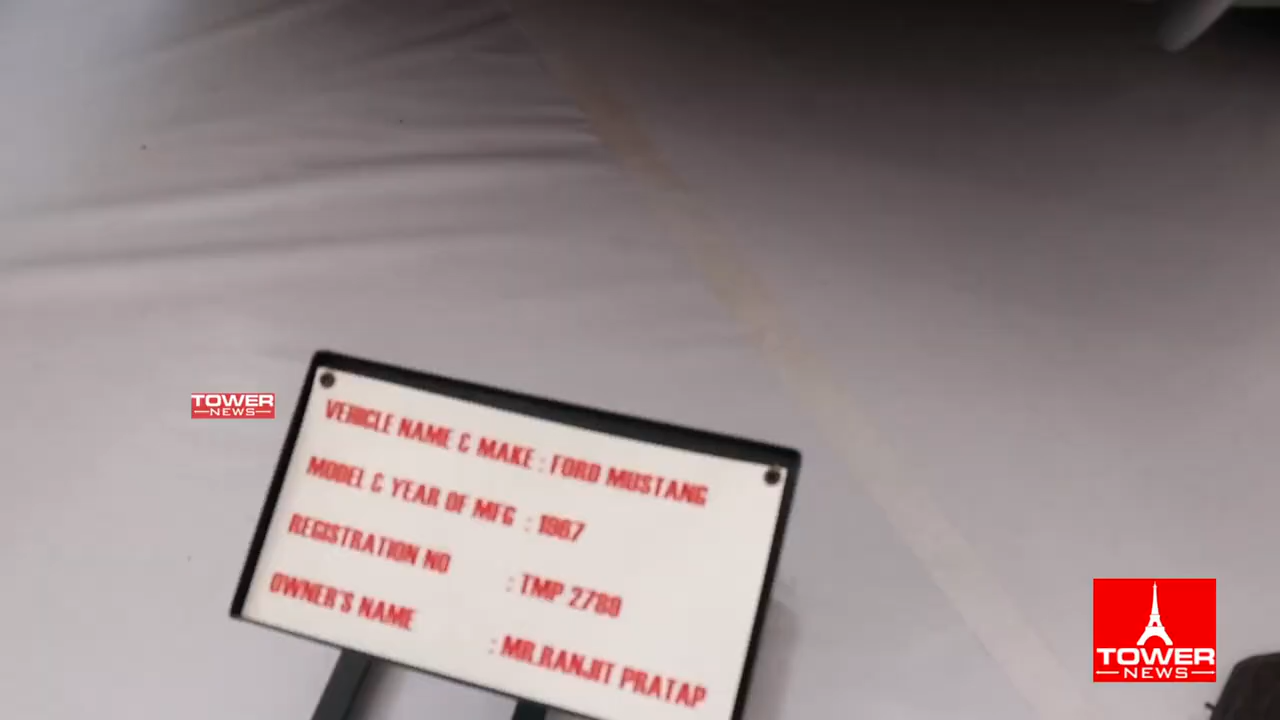 VEHICLE NAME & MAKE : FORD MUSTANG
MODEL & YEAR OF MFG : 1967
REGISTRATION NO : TMP 2780
OWNER'S NAME : MR.RANJIT PRATAP
TOWER
NEWS
TOWER
NEWS